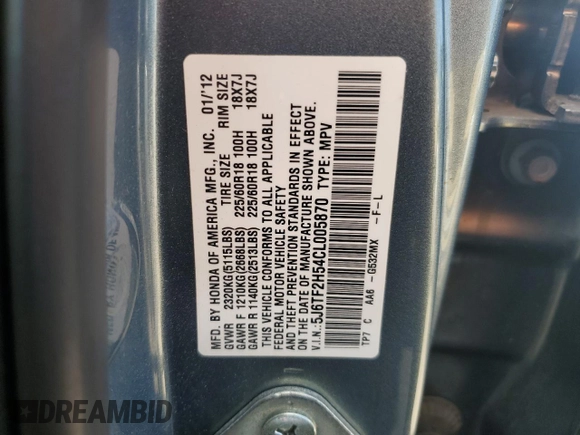 MFD. BY HONDA OF AMERICA MFG., INC. 01/'12
GVWR 2320KG(5115LBS) TIRE SIZE RIM SIZE
GAWR F 1210KG(2668LBS) 225/60R18 100H 18X7J
GAWR R 1140KG(2513LBS) 225/60R18 100H 18X7J
THIS VEHICLE CONFORMS TO ALL APPLICABLE
FEDERAL MOTOR VEHICLE SAFETY
AND THEFT PREVENTION STANDARDS IN EFFECT
ON THE DATE OF MANUFACTURE SHOWN ABOVE.
V.I.N.: 5J6TF2H54CL005870 TYPE: MPV
TP7 C AA6 - G532MX - F - L
DREAMBID